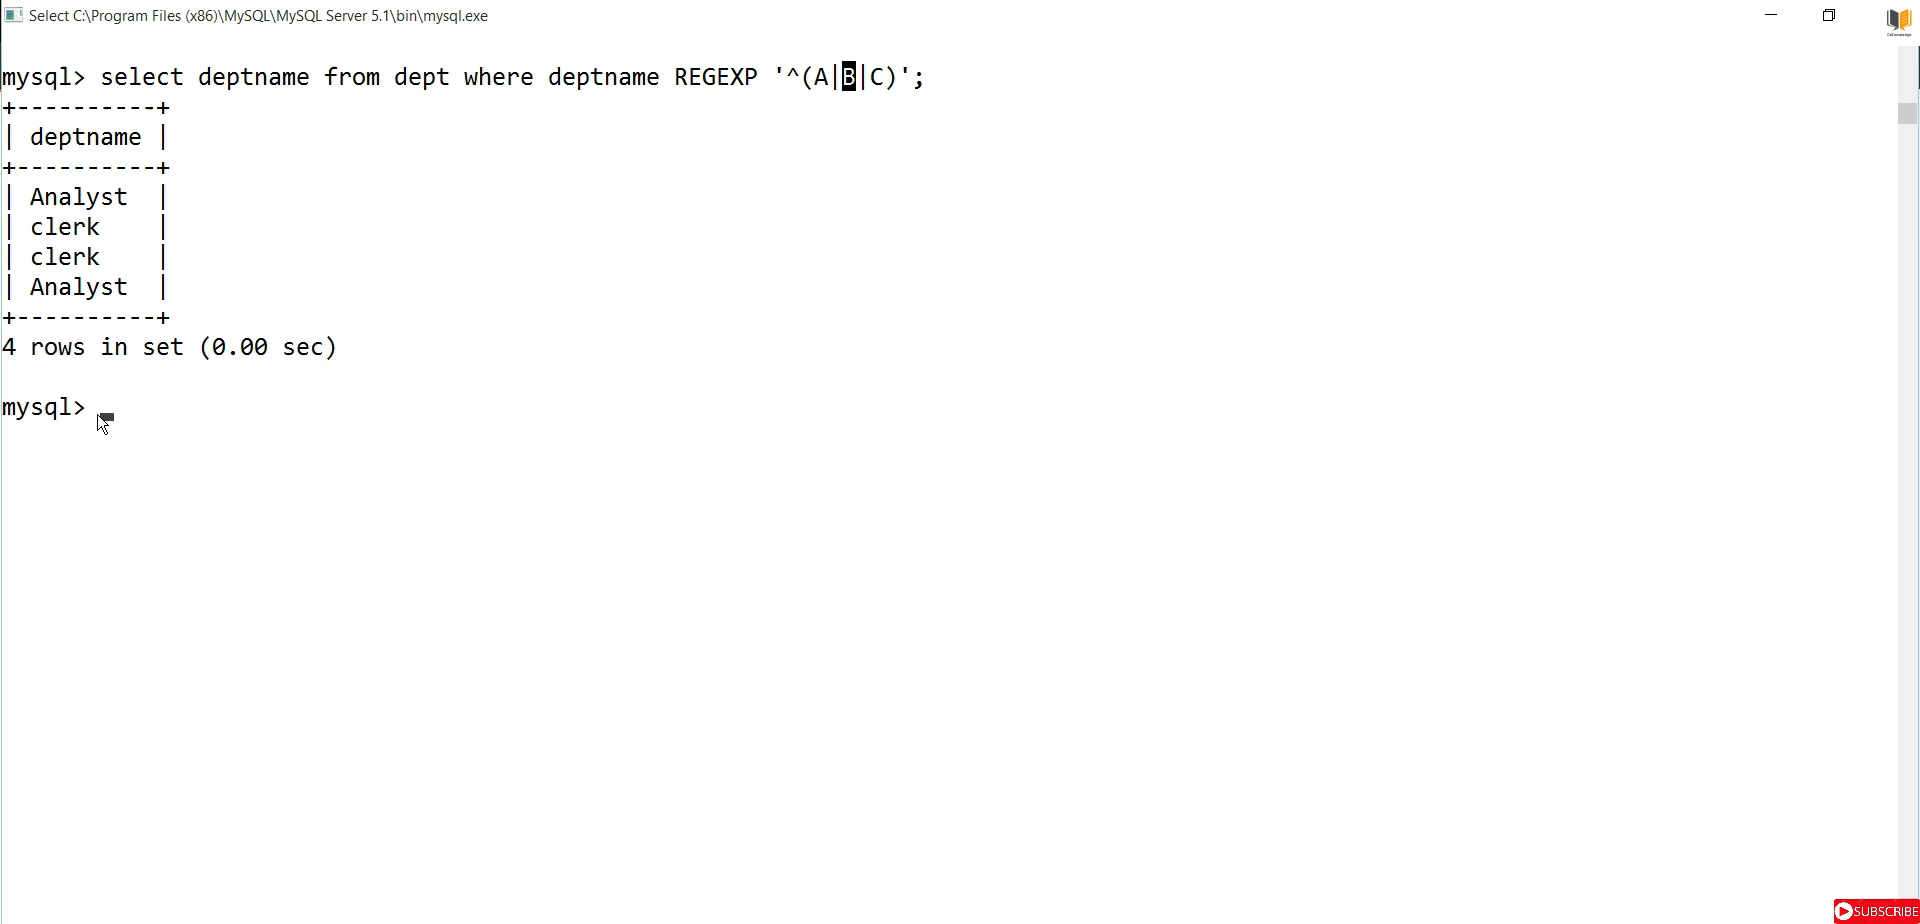 Select C:\Program Files (x86)\MySQL\MySQL Server 5.1\bin\mysql.exe
mysql> select deptname from dept where deptname REGEXP '^(A|B|C)';
+----------+
| deptname |
+----------+
| Analyst  |
| clerk    |
| clerk    |
| Analyst  |
+----------+
4 rows in set (0.00 sec)
mysql>
SUBSCRIBE